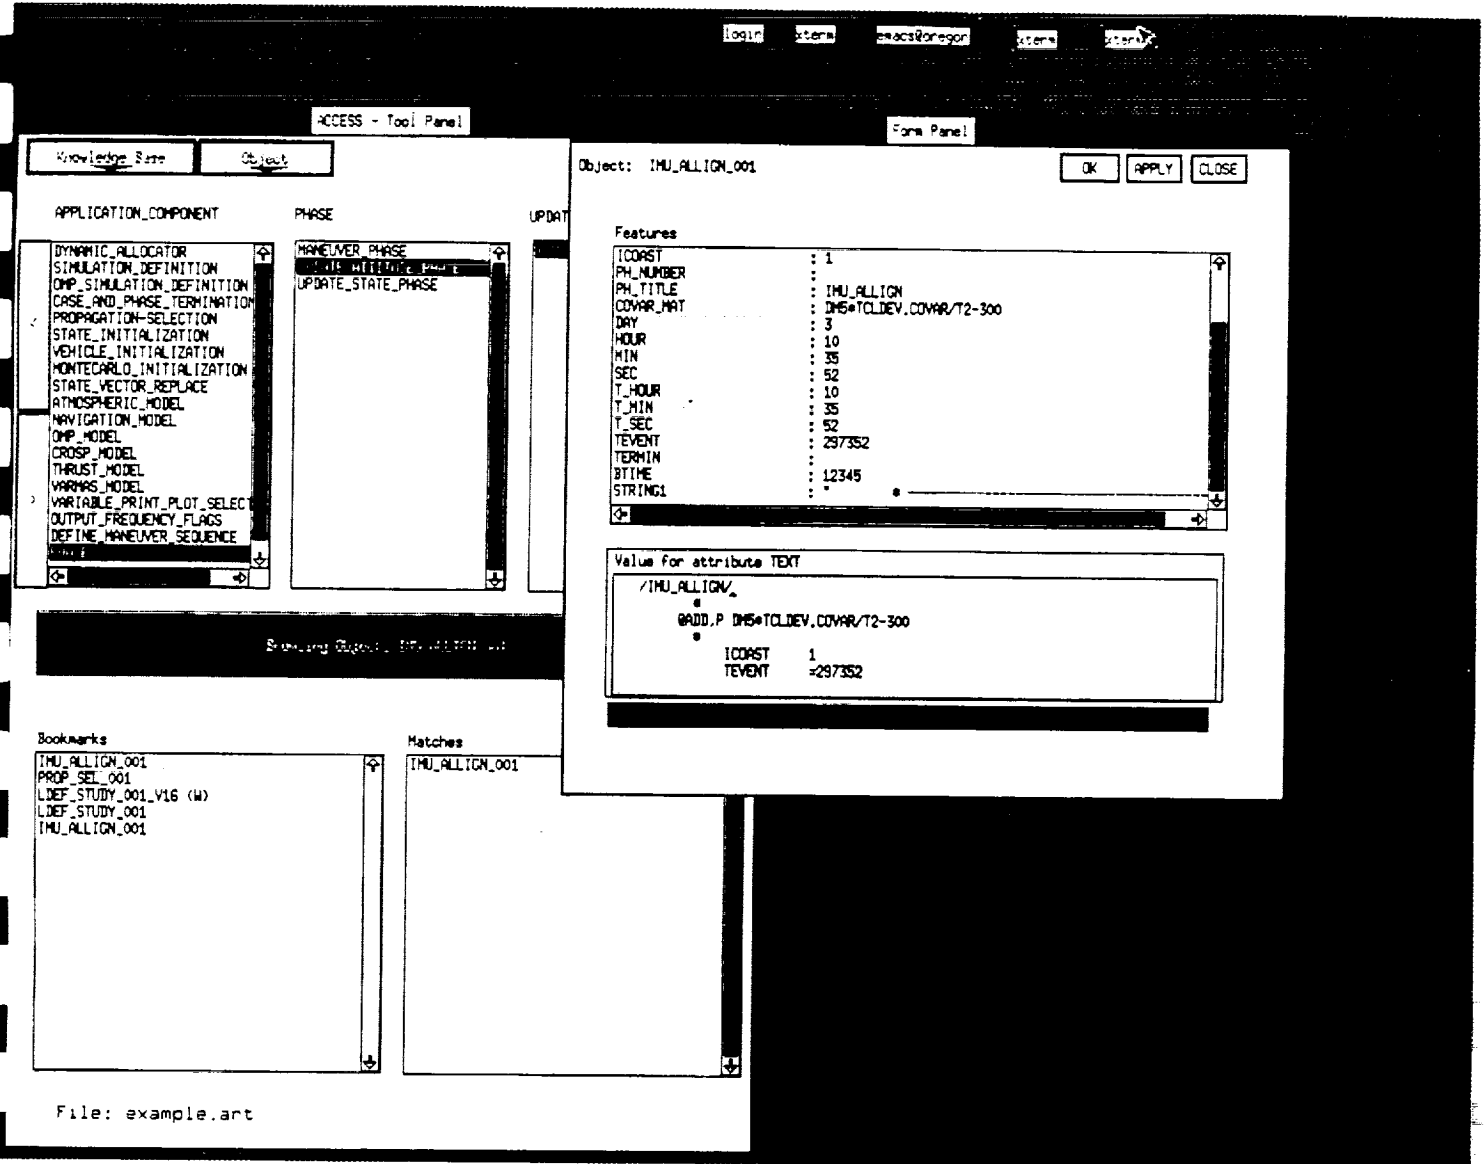 login xterm emacs@oregon xterm xterm
ACCESS - Tool Panel
Knowledge Base Object
APPLICATION_COMPONENT PHASE UPDAT
DYNAMIC_ALLOCATOR
SIMULATION_DEFINITION
OMP_SIMULATION_DEFINITION
CASE_AND_PHASE_TERMINATION
PROPAGATION-SELECTION
STATE_INITIALIZATION
VEHICLE_INITIALIZATION
MONTECARLO_INITIALIZATION
STATE_VECTOR_REPLACE
ATMOSPHERIC_MODEL
NAVIGATION_MODEL
OMP_MODEL
CROSP_MODEL
THRUST_MODEL
VARMAS_MODEL
VARIABLE_PRINT_PLOT_SELECT
OUTPUT_FREQUENCY_FLAGS
DEFINE_MANEUVER_SEQUENCE
MANEUVER_PHASE
UPDATE_STATE_PHASE
Browsing Object:
Bookmarks
IMU_ALLIGN_001
PROP_SEL_001
LDEF_STUDY_001_V16 (W)
LDEF_STUDY_001
IMU_ALLIGN_001
Matches
IMU_ALLIGN_001
File: example.art
Form Panel
Object: IMU_ALLIGN_001 OK APPLY CLOSE
Features
ICOAST : 1
PH_NUMBER :
PH_TITLE : IMU_ALLIGN
COVAR_MAT : DM5*TCLDEV.COVAR/T2-300
DAY : 3
HOUR : 10
MIN : 35
SEC : 52
T_HOUR : 10
T_MIN : 35
T_SEC : 52
TEVENT : 297352
TERMIN :
BTIME : 12345
STRING1 : "
Value for attribute TEXT
/IMU_ALLIGN/
@ADD,P DM5*TCLDEV.COVAR/T2-300
ICOAST 1
TEVENT =297352